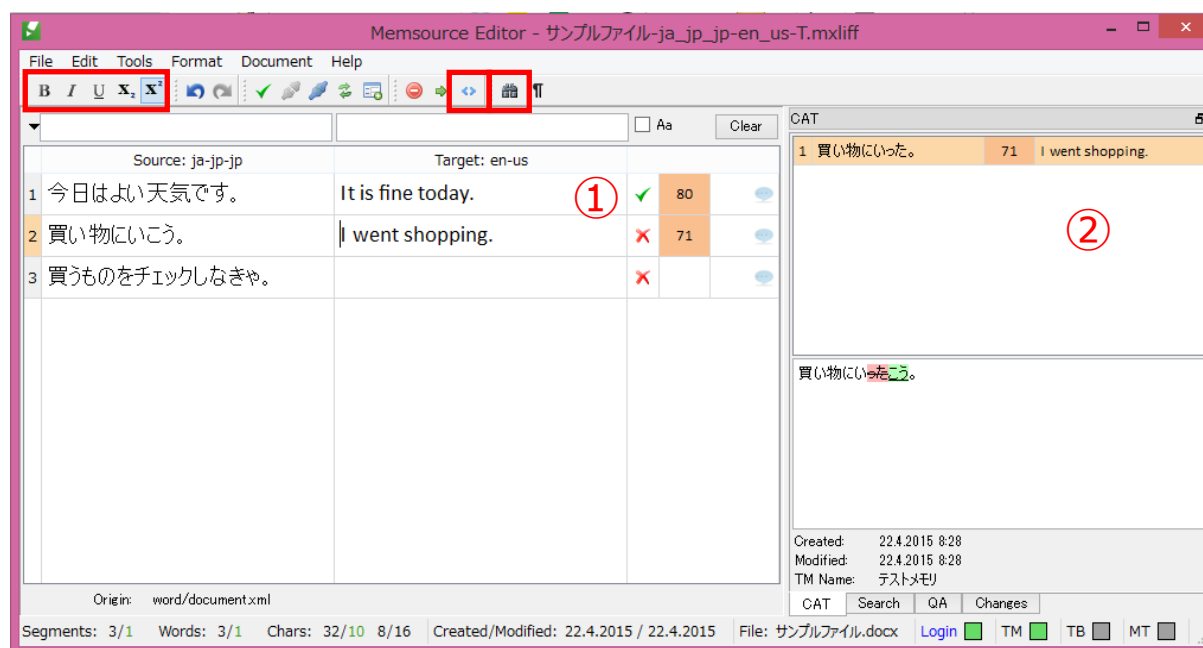 Memsource Editor - サンプルファイル-ja_jp_jp-en_us-T.mxliff
File Edit Tools Format Document Help
B I U X₂ X² ¶
Aa Clear
CAT
Source: ja-jp-jp Target: en-us
1 今日はよい天気です。 It is fine today. ① 80
2 買い物にいこう。 I went shopping. 71
3 買うものをチェックしなきゃ。
1 買い物にいった。 71 I went shopping.
②
買い物にいったこう。
Created: 22.4.2015 8:28
Modified: 22.4.2015 8:28
TM Name: テストメモリ
Origin: word/document.xml
CAT Search QA Changes
Segments: 3/1 Words: 3/1 Chars: 32/10 8/16 Created/Modified: 22.4.2015 / 22.4.2015 File: サンプルファイル.docx Login TM TB MT